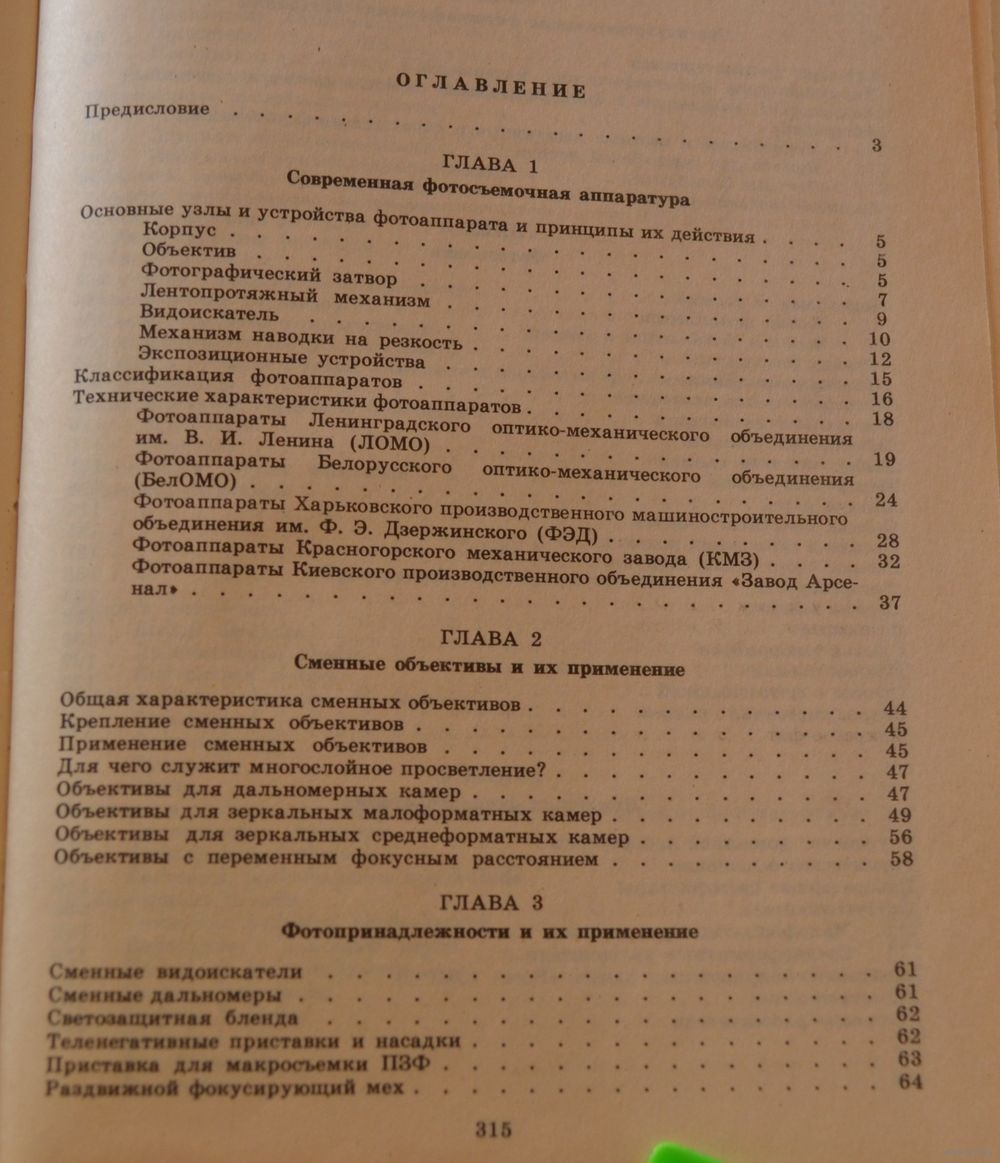 ОГЛАВЛЕНИЕ
Предисловие . . . . . . . . . . . . . . . . . . . . . . . 3
ГЛАВА 1
Современная фотосъемочная аппаратура
Основные узлы и устройства фотоаппарата и принципы их действия . . . . 5
Корпус . . . . . . . . . . . . . . . . . . . . . . 5
Объектив . . . . . . . . . . . . . . . . . . . . . 5
Фотографический затвор . . . . . . . . . . . . . . . . 7
Лентопротяжный механизм . . . . . . . . . . . . . . . 9
Видоискатель . . . . . . . . . . . . . . . . . . . . 10
Механизм наводки на резкость . . . . . . . . . . . . . . 12
Экспозиционные устройства . . . . . . . . . . . . . . . 15
Классификация фотоаппаратов . . . . . . . . . . . . . . . . 16
Технические характеристики фотоаппаратов . . . . . . . . . . . . 18
Фотоаппараты Ленинградского оптико-механического объединения
им. В. И. Ленина (ЛОМО) . . . . . . . . . . . . . . . 19
Фотоаппараты Белорусского оптико-механического объединения
(БелОМО) . . . . . . . . . . . . . . . . . . . . . 24
Фотоаппараты Харьковского производственного машиностроительного
объединения им. Ф. Э. Дзержинского (ФЭД) . . . . . . . . . . 28
Фотоаппараты Красногорского механического завода (КМЗ) . . . . 32
Фотоаппараты Киевского производственного объединения «Завод Арсе-
нал» . . . . . . . . . . . . . . . . . . . . . . . . 37
ГЛАВА 2
Сменные объективы и их применение
Общая характеристика сменных объективов . . . . . . . . . . . . 44
Крепление сменных объективов . . . . . . . . . . . . . . . . 45
Применение сменных объективов . . . . . . . . . . . . . . . 45
Для чего служит многослойное просветление? . . . . . . . . . . . 47
Объективы для дальномерных камер . . . . . . . . . . . . . . 47
Объективы для зеркальных малоформатных камер . . . . . . . . . 49
Объективы для зеркальных среднеформатных камер . . . . . . . . 56
Объективы с переменным фокусным расстоянием . . . . . . . . . 58
ГЛАВА 3
Фотопринадлежности и их применение
Сменные видоискатели . . . . . . . . . . . . . . . . . . . 61
Сменные дальномеры . . . . . . . . . . . . . . . . . . . . 61
Светозащитная бленда . . . . . . . . . . . . . . . . . . . 62
Теленегативные приставки и насадки . . . . . . . . . . . . . . 62
Приставка для макросъемки ПЗФ . . . . . . . . . . . . . . . 63
Раздвижной фокусирующий мех . . . . . . . . . . . . . . . . 64
315